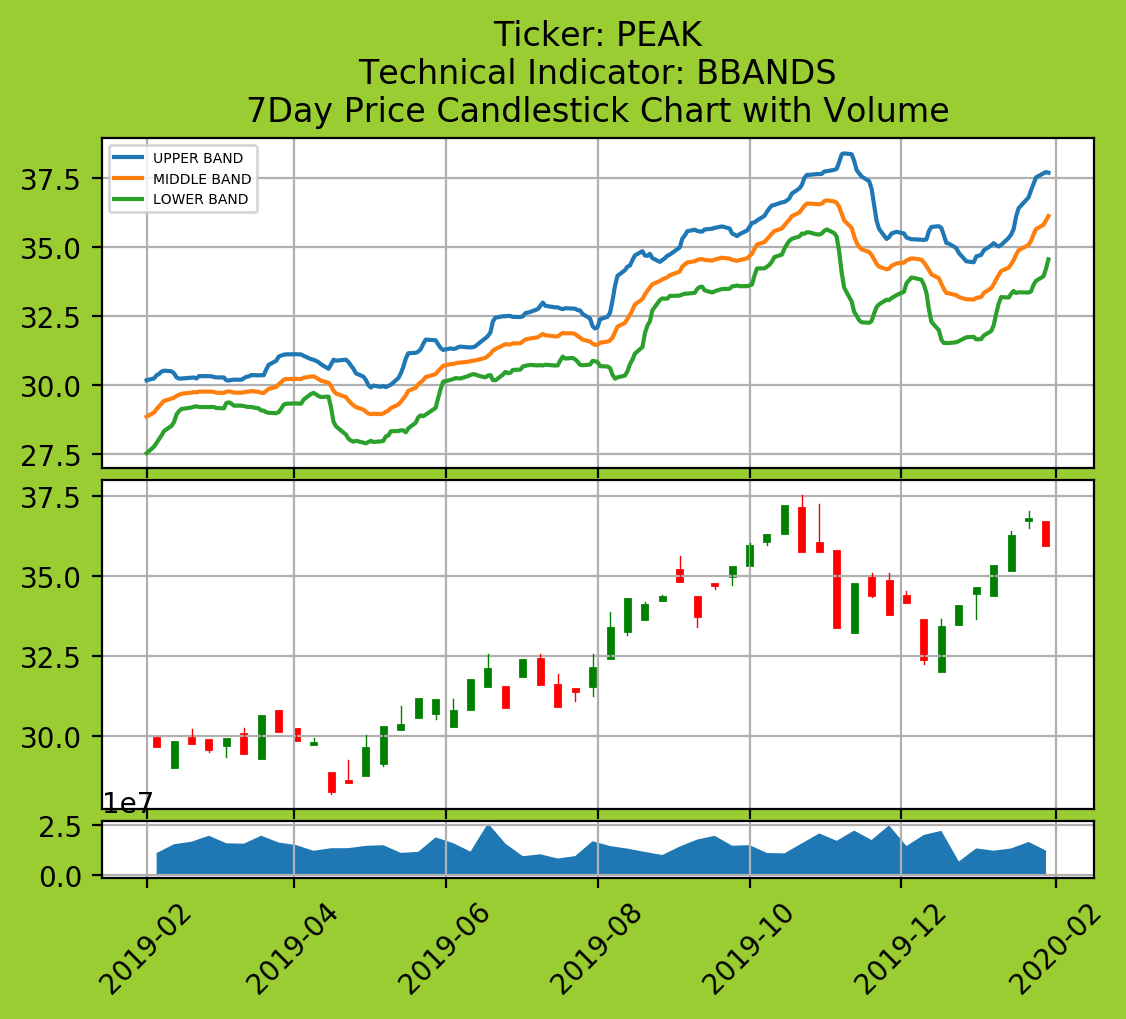 Ticker: PEAK
Technical Indicator: BBANDS
7Day Price Candlestick Chart with Volume
UPPER BAND
MIDDLE BAND
LOWER BAND
37.5
35.0
32.5
30.0
27.5
37.5
35.0
32.5
30.0
1e7
2.5
0.0
2019-02
2019-04
2019-06
2019-08
2019-10
2019-12
2020-02